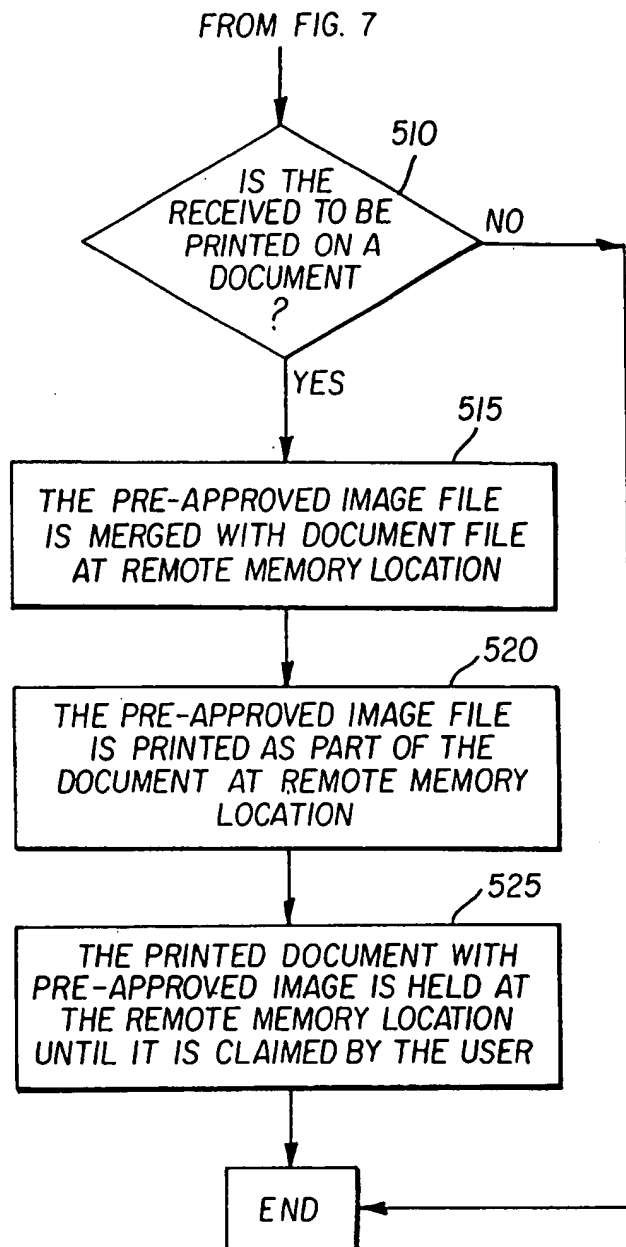 FROM FIG. 7
510
IS THE
RECEIVED TO BE
PRINTED ON A
DOCUMENT
?
NO
YES
515
THE PRE-APPROVED IMAGE FILE
IS MERGED WITH DOCUMENT FILE
AT REMOTE MEMORY LOCATION
520
THE PRE-APPROVED IMAGE FILE
IS PRINTED AS PART OF THE
DOCUMENT AT REMOTE MEMORY
LOCATION
525
THE PRINTED DOCUMENT WITH
PRE-APPROVED IMAGE IS HELD AT
THE REMOTE MEMORY LOCATION
UNTIL IT IS CLAIMED BY THE USER
END